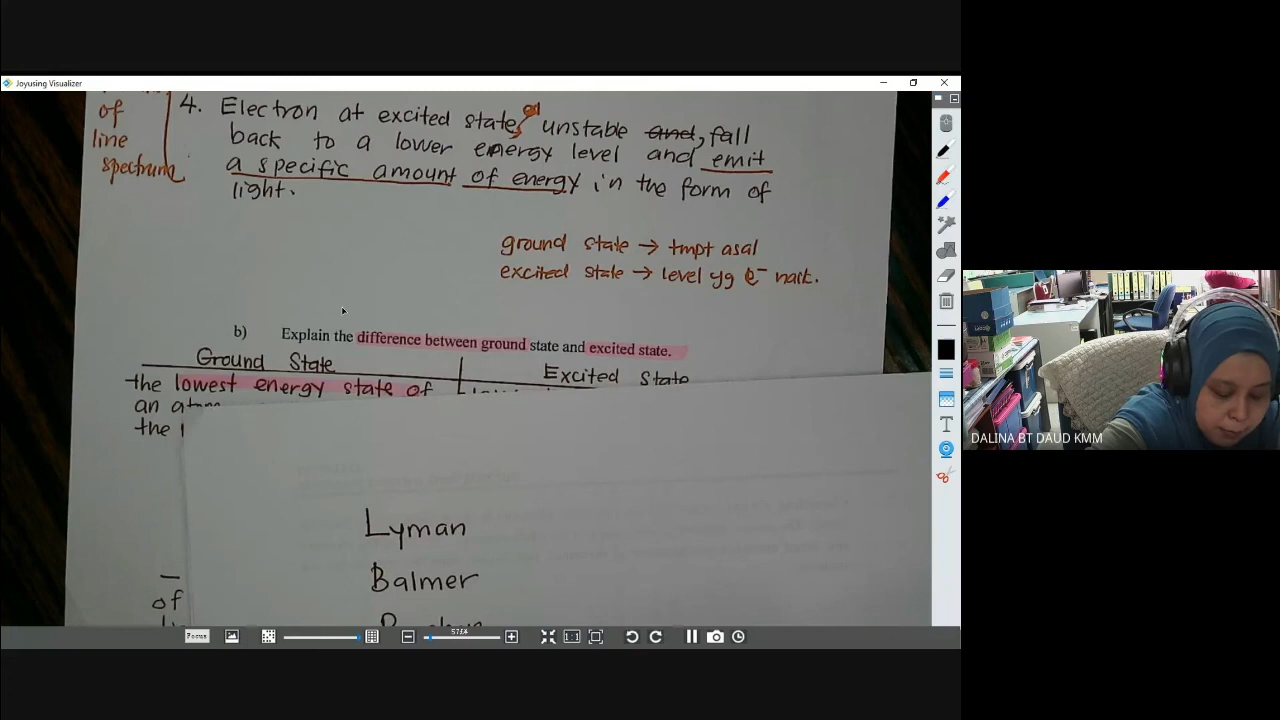 Joyusing Visualizer
of
line
spectrum
4. Electron at excited state, unstable and, fall
back to a lower energy level and emit
a specific amount of energy in the form of
light.
ground state → tmpt asal
excited state → level yg e⁻ naik.
b) Explain the difference between ground state and excited state.
Ground State
Excited State
the lowest energy state of
an atom
the
Lyman
Balmer
of
Focus
1:1
T
DALINA BT DAUD KMM